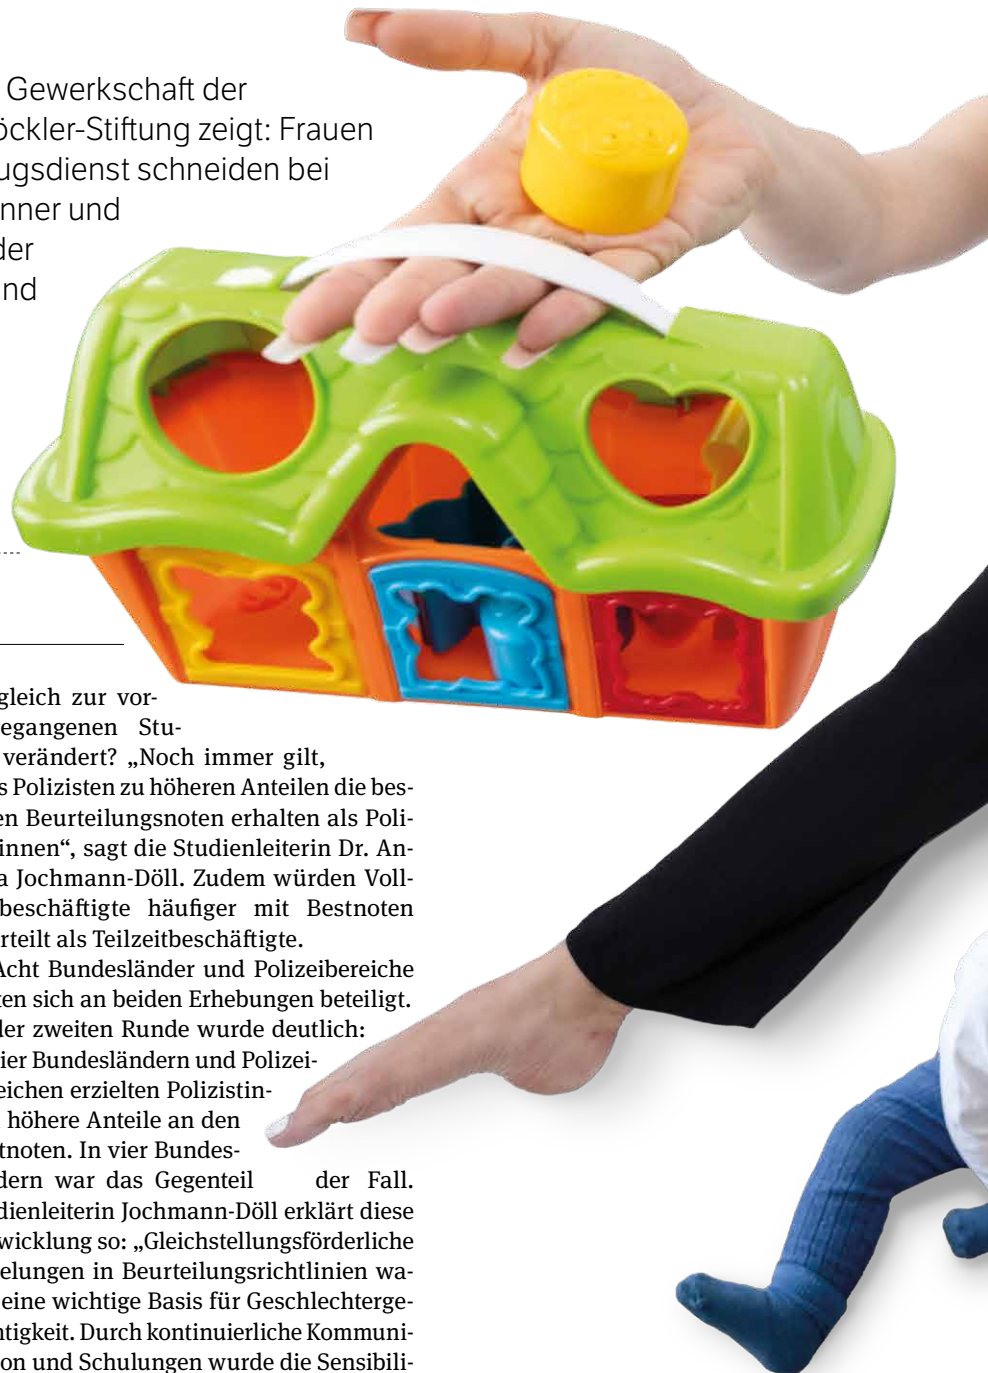 Gewerkschaft der
öckler-Stiftung zeigt: Frauen
ugsdienst schneiden bei
nner und
der
nd
gleich zur vor-
egangenen Stu-
verändert? „Noch immer gilt,
s Polizisten zu höheren Anteilen die bes-
en Beurteilungsnoten erhalten als Poli-
innen“, sagt die Studienleiterin Dr. An-
a Jochmann-Döll. Zudem würden Voll-
beschäftigte häufiger mit Bestnoten
rteilt als Teilzeitbeschäftigte.
Acht Bundesländer und Polizeibereiche
ten sich an beiden Erhebungen beteiligt.
der zweiten Runde wurde deutlich:
ier Bundesländern und Polizei-
eichen erzielten Polizistin-
höhere Anteile an den
tnoten. In vier Bundes-
dern war das Gegenteil der Fall.
dienleiterin Jochmann-Döll erklärt diese
wicklung so: „Gleichstellungsförderliche
elungen in Beurteilungsrichtlinien wa-
eine wichtige Basis für Geschlechterge-
htigkeit. Durch kontinuierliche Kommuni-
on und Schulungen wurde die Sensibili-